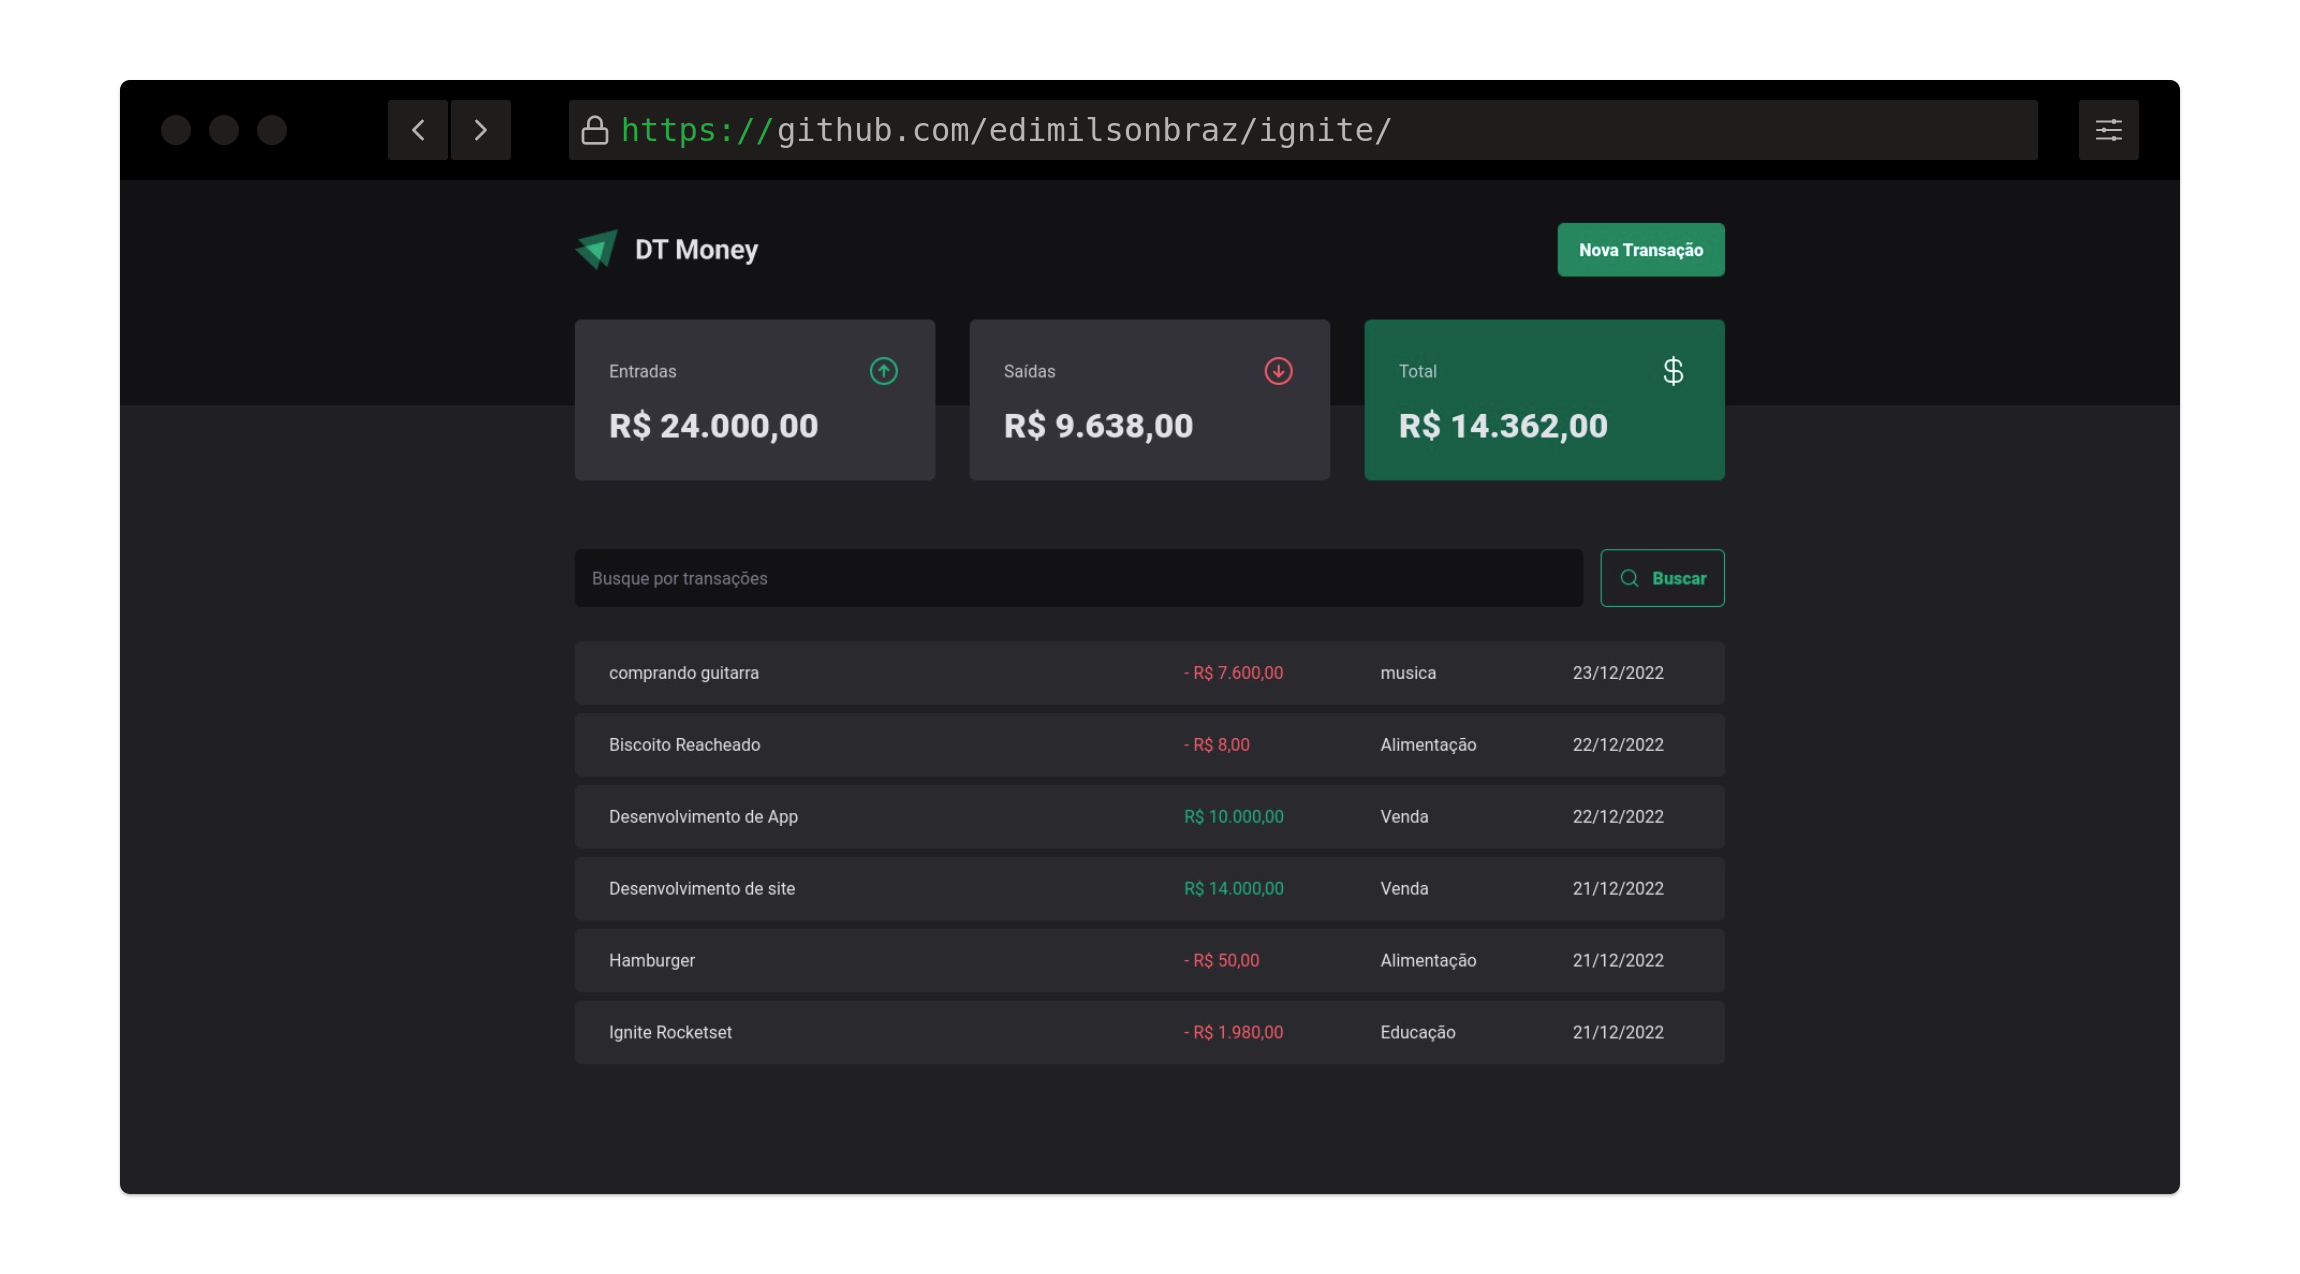 https://github.com/edimilsonbraz/ignite/
DT Money
Nova Transação
Entradas
R$ 24.000,00
Saídas
R$ 9.638,00
Total
$
R$ 14.362,00
Busque por transações
Buscar
comprando guitarra - R$ 7.600,00 musica 23/12/2022
Biscoito Reacheado - R$ 8,00 Alimentação 22/12/2022
Desenvolvimento de App R$ 10.000,00 Venda 22/12/2022
Desenvolvimento de site R$ 14.000,00 Venda 21/12/2022
Hamburger - R$ 50,00 Alimentação 21/12/2022
Ignite Rocketset - R$ 1.980,00 Educação 21/12/2022